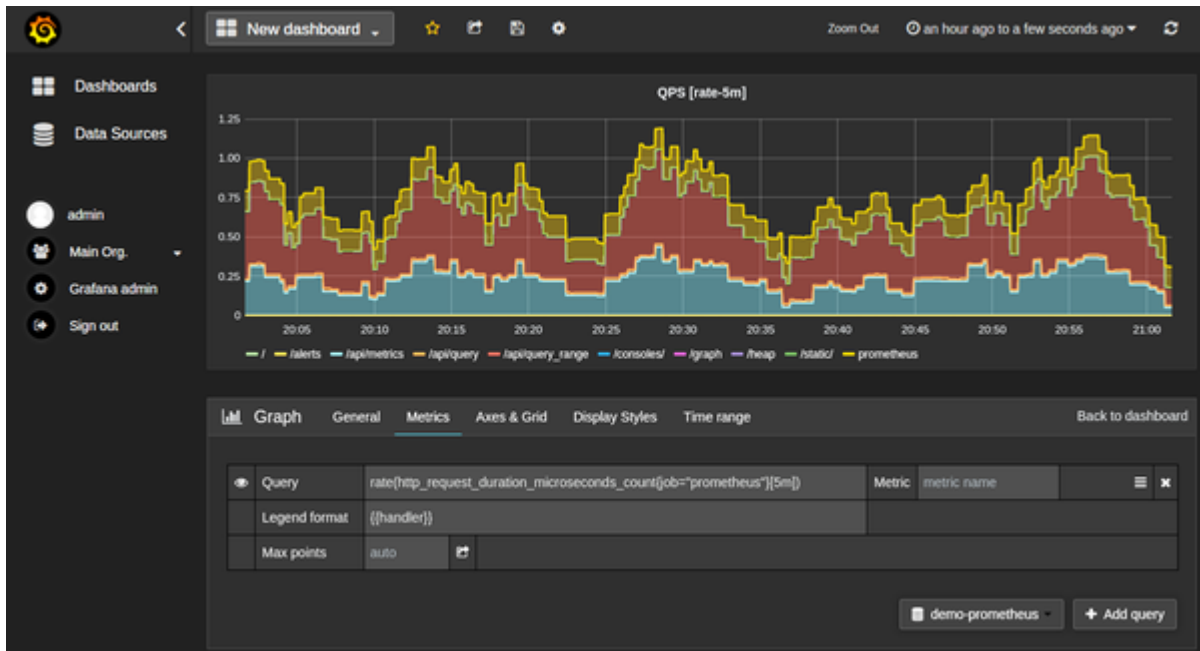 New dashboard
Zoom Out an hour ago to a few seconds ago
Dashboards
Data Sources
admin
Main Org.
Grafana admin
Sign out
QPS [rate-5m]
1.25
1.00
0.75
0.50
0.25
0
20:05 20:10 20:15 20:20 20:25 20:30 20:35 20:40 20:45 20:50 20:55 21:00
/ /alerts /api/metrics /api/query /api/query_range /consoles/ /graph /heap /static/ prometheus
Graph General Metrics Axes & Grid Display Styles Time range Back to dashboard
Query rate(http_request_duration_microseconds_count{job="prometheus"}[5m]) Metric metric name
Legend format {{handler}}
Max points auto
demo-prometheus + Add query